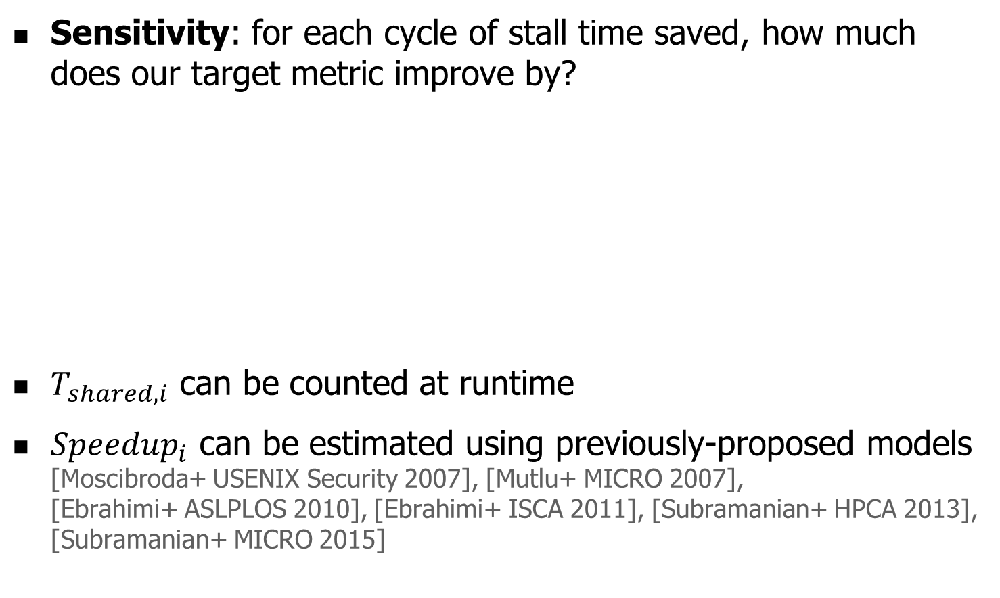 ▪ Sensitivity: for each cycle of stall time saved, how much
does our target metric improve by?
▪ T_shared,i can be counted at runtime
▪ Speedup_i can be estimated using previously-proposed models
[Moscibroda+ USENIX Security 2007], [Mutlu+ MICRO 2007],
[Ebrahimi+ ASLPLOS 2010], [Ebrahimi+ ISCA 2011], [Subramanian+ HPCA 2013],
[Subramanian+ MICRO 2015]